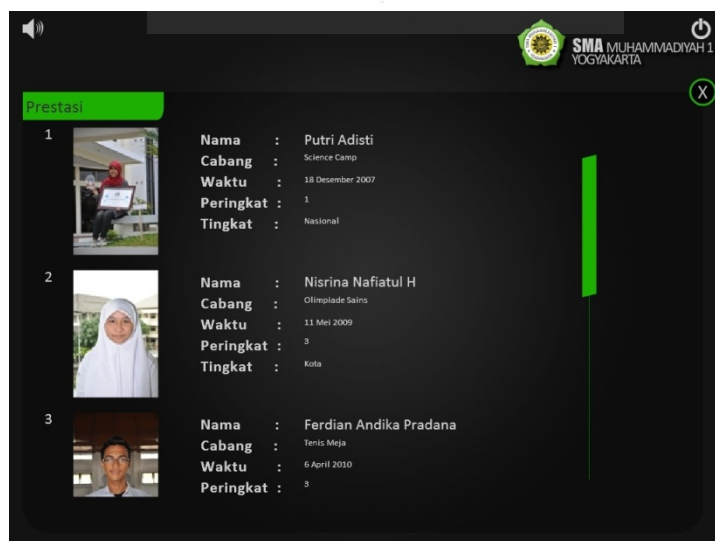 SMA MUHAMMADIYAH 1
YOGYAKARTA
X
Prestasi
1
Nama : Putri Adisti
Cabang : Science Camp
Waktu : 18 Desember 2007
Peringkat : 1
Tingkat : Nasional
2
Nama : Nisrina Nafiatul H
Cabang : Olimpiade Sains
Waktu : 11 Mei 2009
Peringkat : 3
Tingkat : Kota
3
Nama : Ferdian Andika Pradana
Cabang : Tenis Meja
Waktu : 6 April 2010
Peringkat : 3